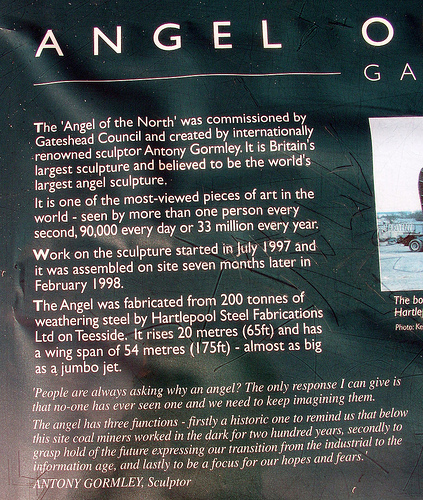 ANGEL O
GA
The 'Angel of the North' was commissioned by
Gateshead Council and created by internationally
renowned sculptor Antony Gormley. It is Britain's
largest sculpture and believed to be the world's
largest angel sculpture.
It is one of the most-viewed pieces of art in the
world - seen by more than one person every
second, 90,000 every day or 33 million every year.
Work on the sculpture started in July 1997 and
it was assembled on site seven months later in
February 1998.
The Angel was fabricated from 200 tonnes of
weathering steel by Hartlepool Steel Fabrications
Ltd on Teesside. It rises 20 metres (65ft) and has
a wing span of 54 metres (175ft) - almost as big
as a jumbo jet.
'People are always asking why an angel? The only response I can give is
that no-one has ever seen one and we need to keep imagining them.
The angel has three functions - firstly a historic one to remind us that below
this site coal miners worked in the dark for two hundred years, secondly to
grasp hold of the future expressing our transition from the industrial to the
information age, and lastly to be a focus for our hopes and fears.'
ANTONY GORMLEY, Sculptor
The bo
Hartle
Photo: Ke